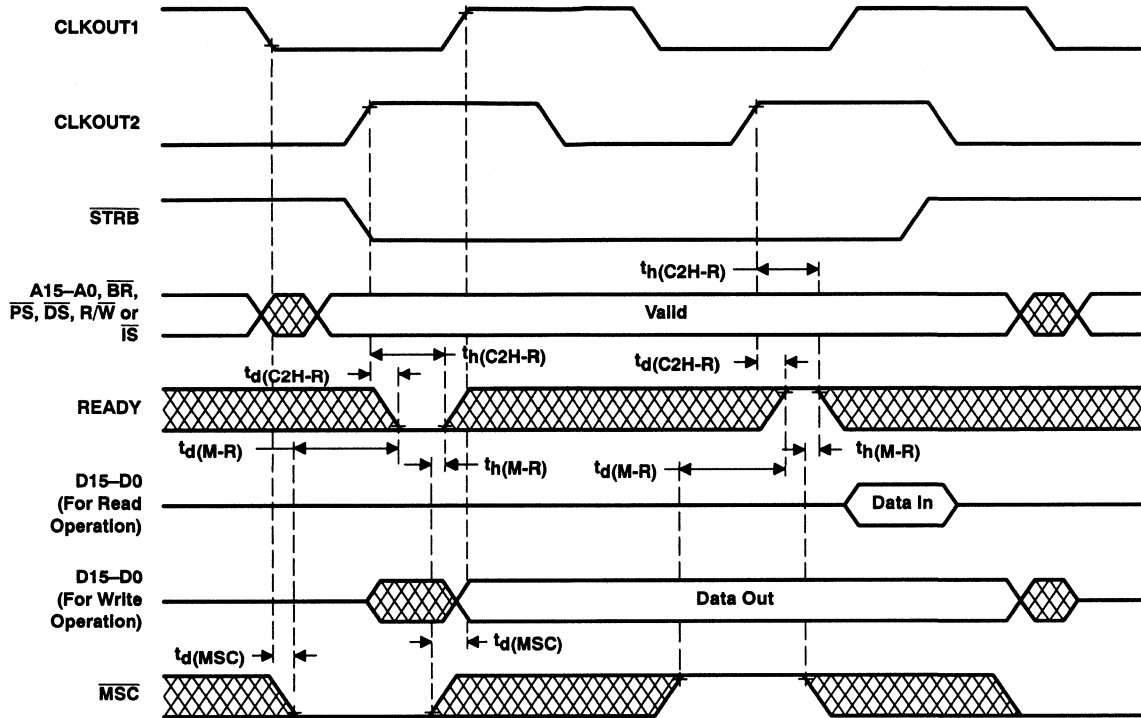 CLKOUT1
CLKOUT2
STRB
th(C2H-R)
A15–A0, BR,
PS, DS, R/W or
IS
Valid
th(C2H-R)
td(C2H-R)
td(C2H-R)
READY
td(M-R)
th(M-R)
td(M-R)
th(M-R)
D15–D0
(For Read
Operation)
Data In
D15–D0
(For Write
Operation)
Data Out
td(MSC)
td(MSC)
MSC